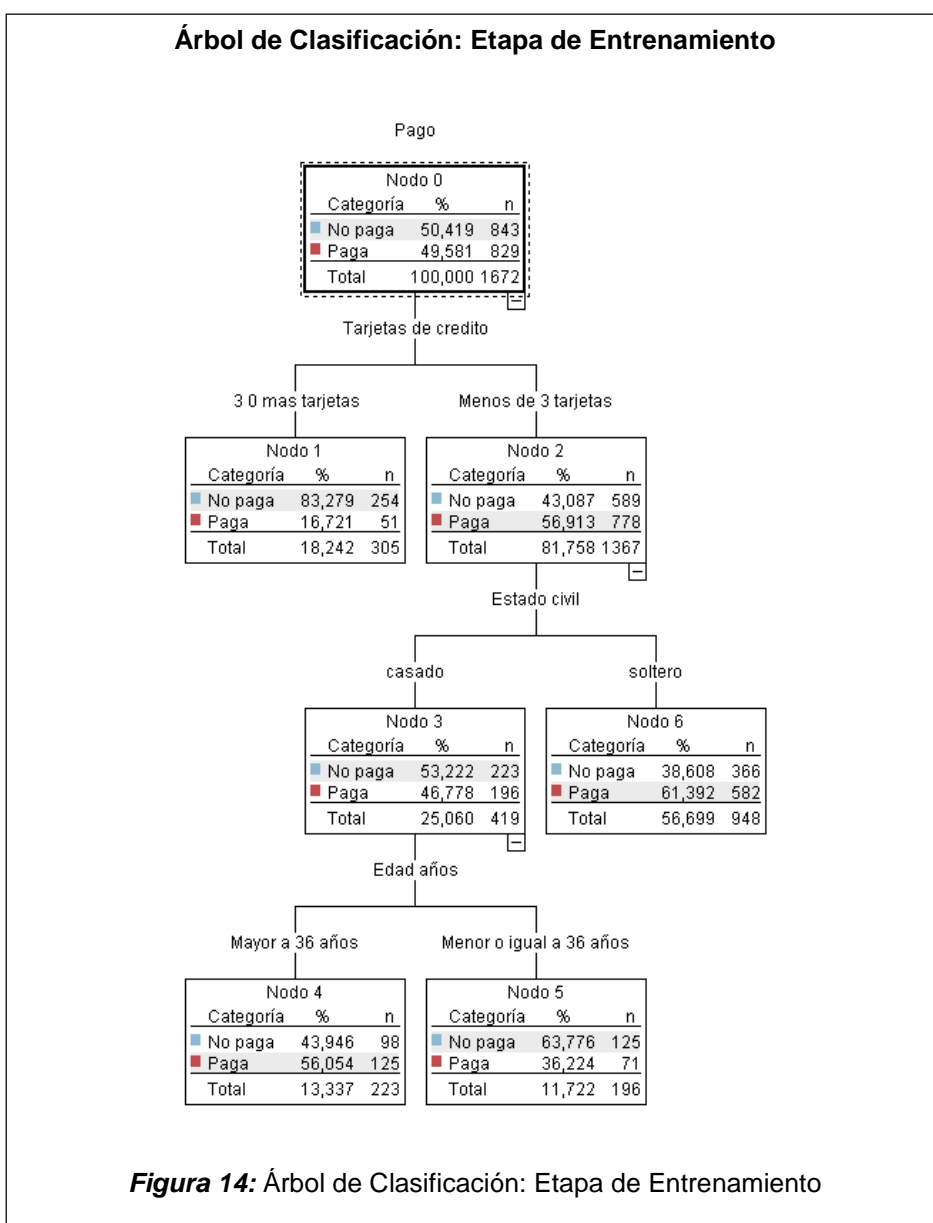 Árbol de Clasificación: Etapa de Entrenamiento
Pago
Nodo 0
Categoría % n
No paga 50,419 843
Paga 49,581 829
Total 100,000 1672
Tarjetas de credito
3 0 mas tarjetas
Menos de 3 tarjetas
Nodo 1
Categoría % n
No paga 83,279 254
Paga 16,721 51
Total 18,242 305
Nodo 2
Categoría % n
No paga 43,087 589
Paga 56,913 778
Total 81,758 1367
Estado civil
casado
soltero
Nodo 3
Categoría % n
No paga 53,222 223
Paga 46,778 196
Total 25,060 419
Nodo 6
Categoría % n
No paga 38,608 366
Paga 61,392 582
Total 56,699 948
Edad años
Mayor a 36 años
Menor o igual a 36 años
Nodo 4
Categoría % n
No paga 43,946 98
Paga 56,054 125
Total 13,337 223
Nodo 5
Categoría % n
No paga 63,776 125
Paga 36,224 71
Total 11,722 196
Figura 14: Árbol de Clasificación: Etapa de Entrenamiento